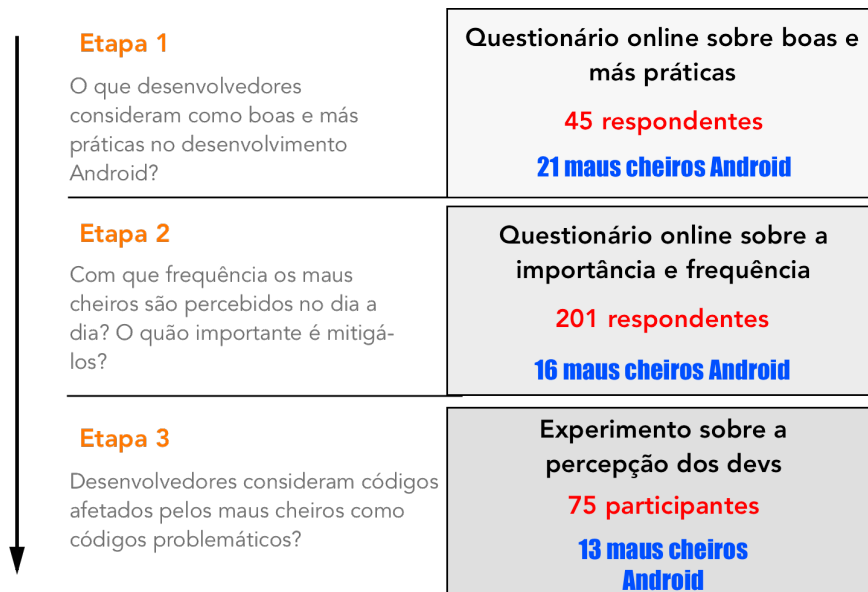 Etapa 1
O que desenvolvedores
consideram como boas e más
práticas no desenvolvimento
Android?
Questionário online sobre boas e
más práticas
45 respondentes
21 maus cheiros Android
Etapa 2
Com que frequência os maus
cheiros são percebidos no dia a
dia? O quão importante é mitigá-
los?
Questionário online sobre a
importância e frequência
201 respondentes
16 maus cheiros Android
Etapa 3
Desenvolvedores consideram códigos
afetados pelos maus cheiros como
códigos problemáticos?
Experimento sobre a
percepção dos devs
75 participantes
13 maus cheiros
Android